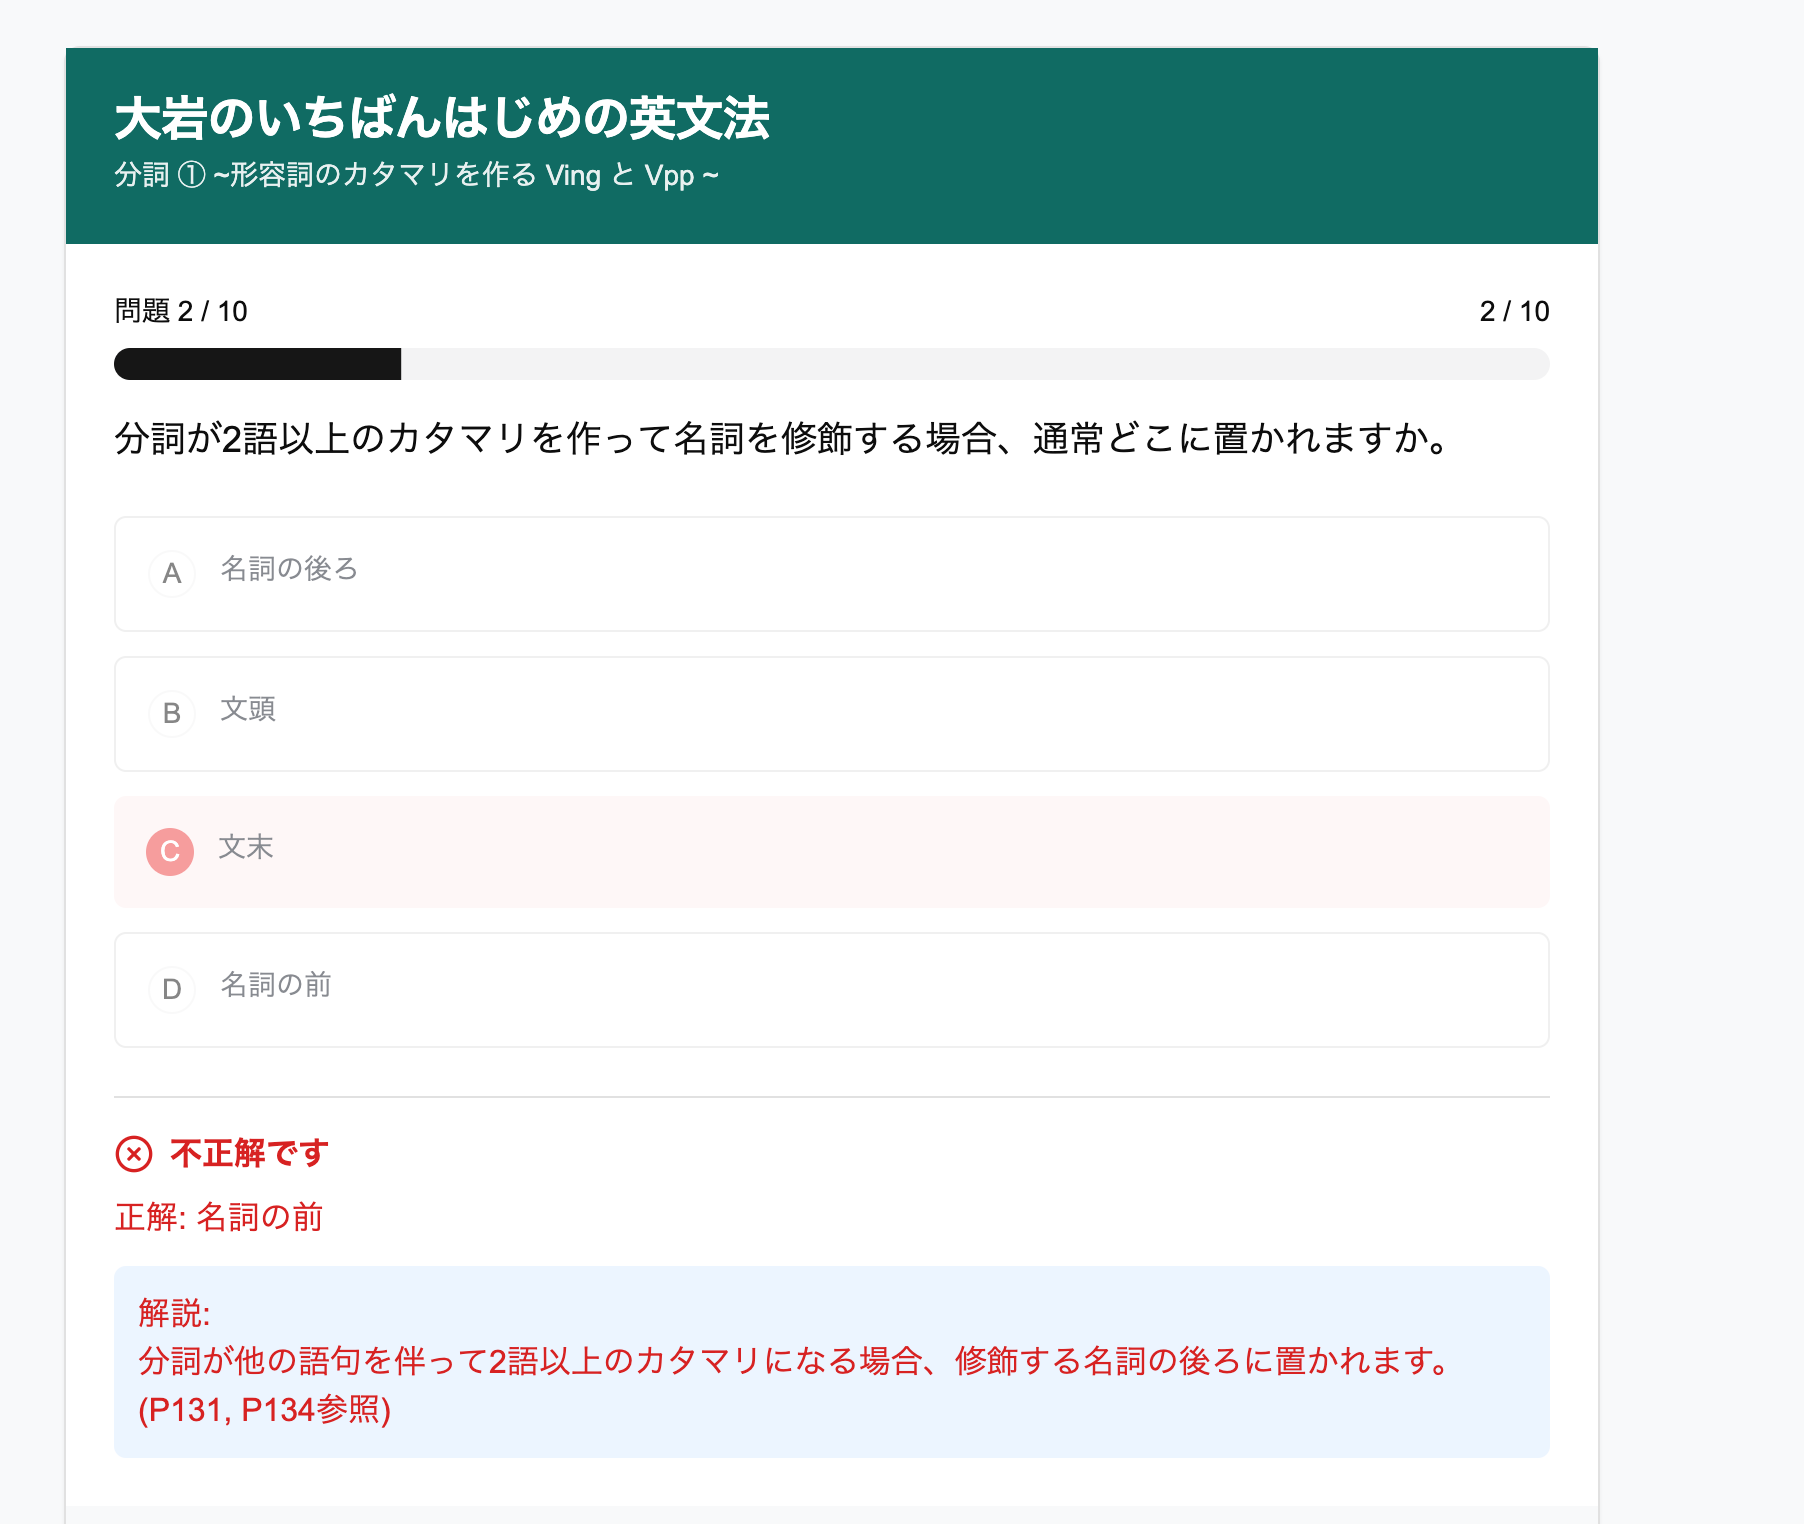 大岩のいちばんはじめの英文法
分詞 ① ~形容詞のカタマリを作る Ving と Vpp ~
問題 2 / 10
2 / 10
分詞が2語以上のカタマリを作って名詞を修飾する場合、通常どこに置かれますか。
A 名詞の後ろ
B 文頭
C 文末
D 名詞の前
不正解です
正解: 名詞の前
解説:
分詞が他の語句を伴って2語以上のカタマリになる場合、修飾する名詞の後ろに置かれます。
(P131, P134参照)